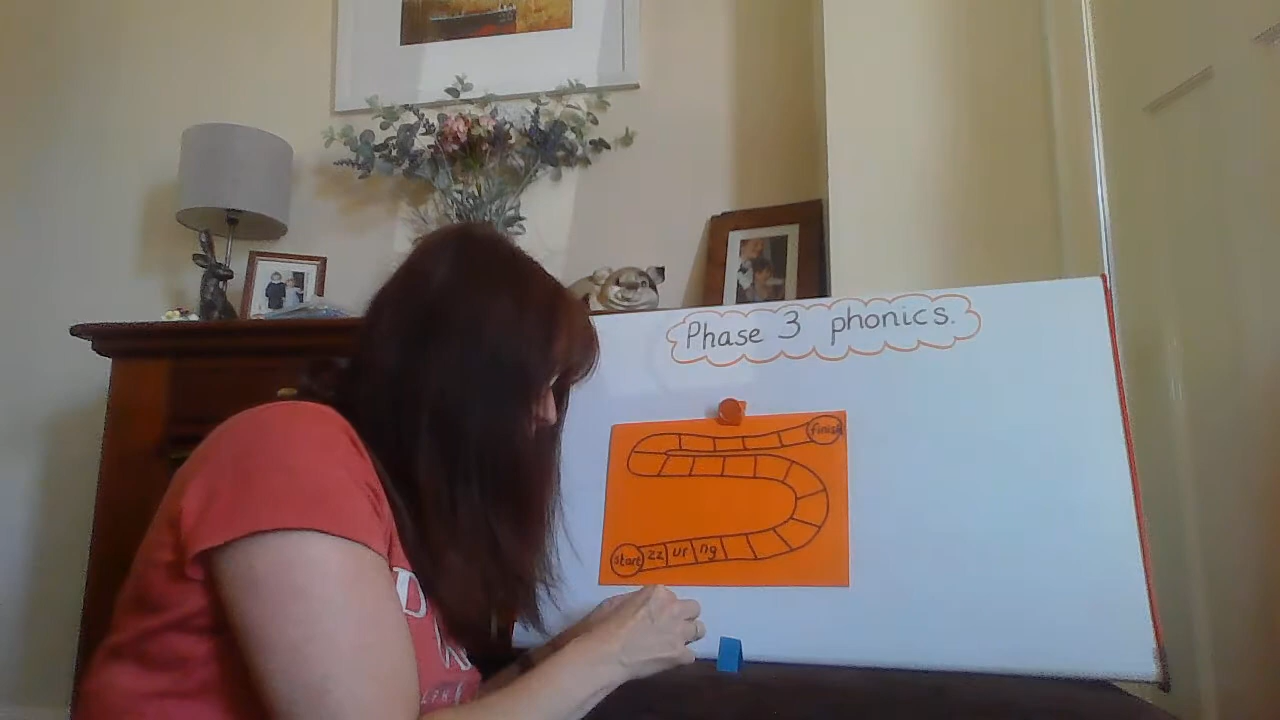 Phase 3 phonics.
finish
start zz ur ng
D